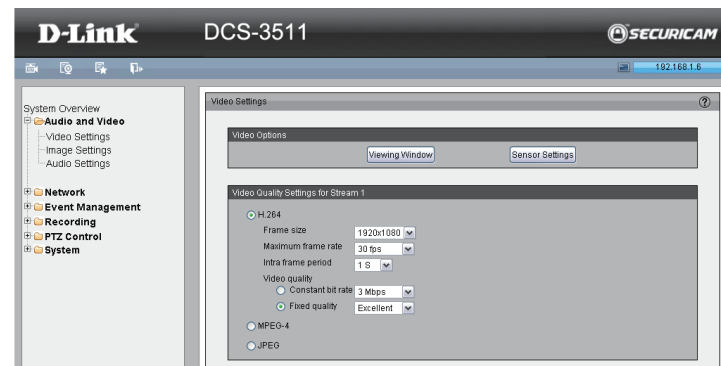 D-Link
DCS-3511
SECURICAM
192.168.1.6
System Overview
Audio and Video
Video Settings
Image Settings
Audio Settings
Network
Event Management
Recording
PTZ Control
System
Video Settings
?
Video Options
Viewing Window
Sensor Settings
Video Quality Settings for Stream 1
H.264
Frame size 1920x1080
Maximum frame rate 30 fps
Intra frame period 1 S
Video quality
Constant bit rate 3 Mbps
Fixed quality Excellent
MPEG-4
JPEG